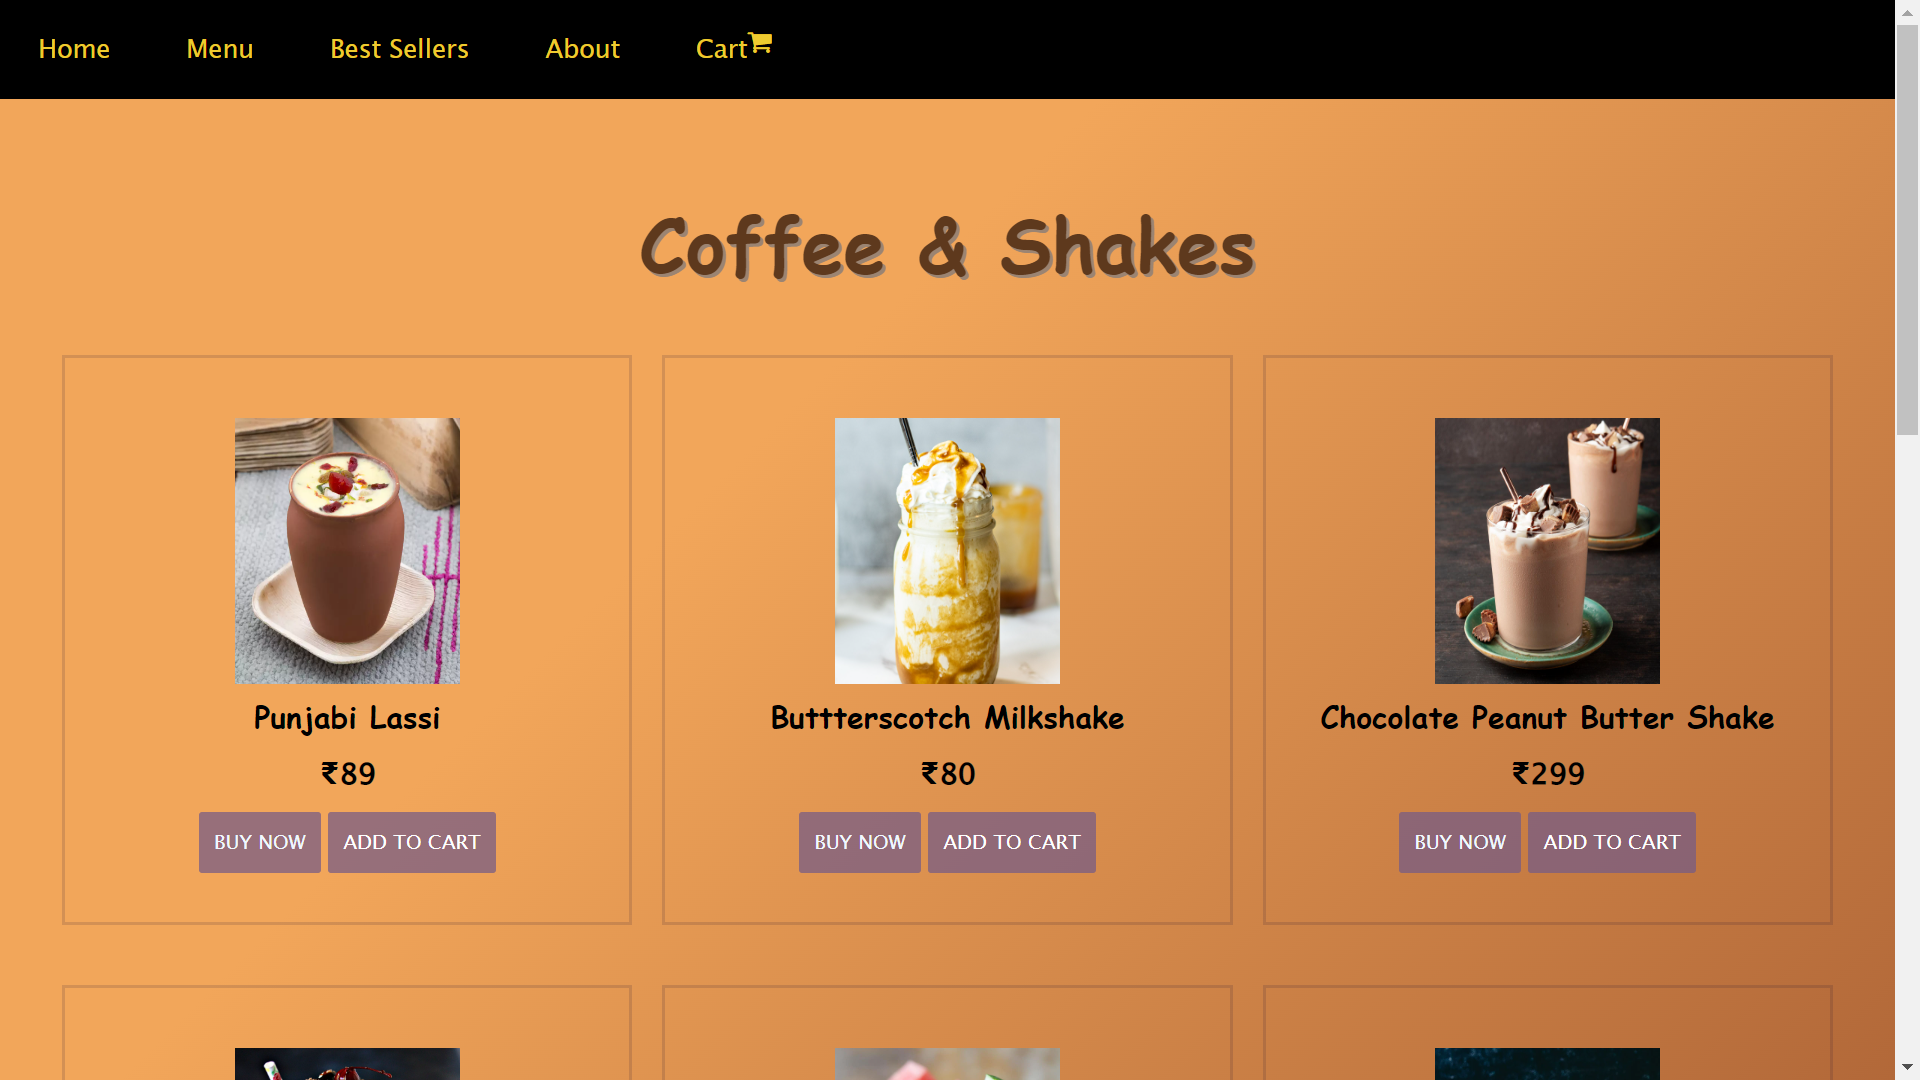 Home Menu Best Sellers About Cart
Coffee & Shakes
Punjabi Lassi
₹89
BUY NOW ADD TO CART
Buttterscotch Milkshake
₹80
BUY NOW ADD TO CART
Chocolate Peanut Butter Shake
₹299
BUY NOW ADD TO CART